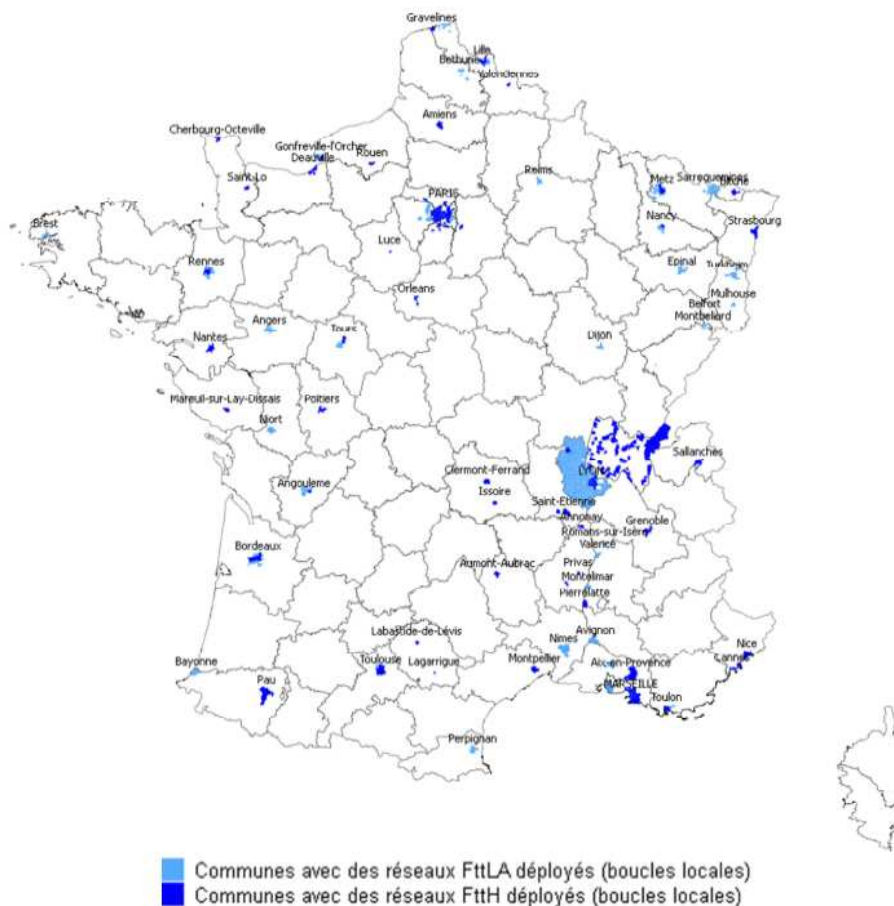 Gravelines
Lille
Bethune
Valenciennes
Amiens
Cherbourg-Octeville
Gonfreville-l'Orcher
Deauville
Rouen
Saint-Lo
Reims
Metz
Sarreguemines
PARIS
Nancy
Strasbourg
Brest
Luce
Rennes
Epinal
Orleans
Mulhouse
Belfort
Montbeliard
Angers
Tours
Dijon
Nantes
Mareuil-sur-Lay-Dissais
Poitiers
Niort
Sallanches
Clermont-Ferrand
LYON
Issoire
Angouleme
Saint-Etienne
Annonay
Grenoble
Romans-sur-Isère
Valence
Bordeaux
Aumont-Aubrac
Privas
Montelimar
Pierrelatte
Labastide-de-Lévis
Nimes
Avignon
Nice
Bayonne
Toulouse
Lagarrigue
Montpellier
Aix-en-Provence
Cannes
Pau
MARSEILLE
Toulon
Perpignan
Communes avec des réseaux FttLA déployés (boucles locales)
Communes avec des réseaux FttH déployés (boucles locales)